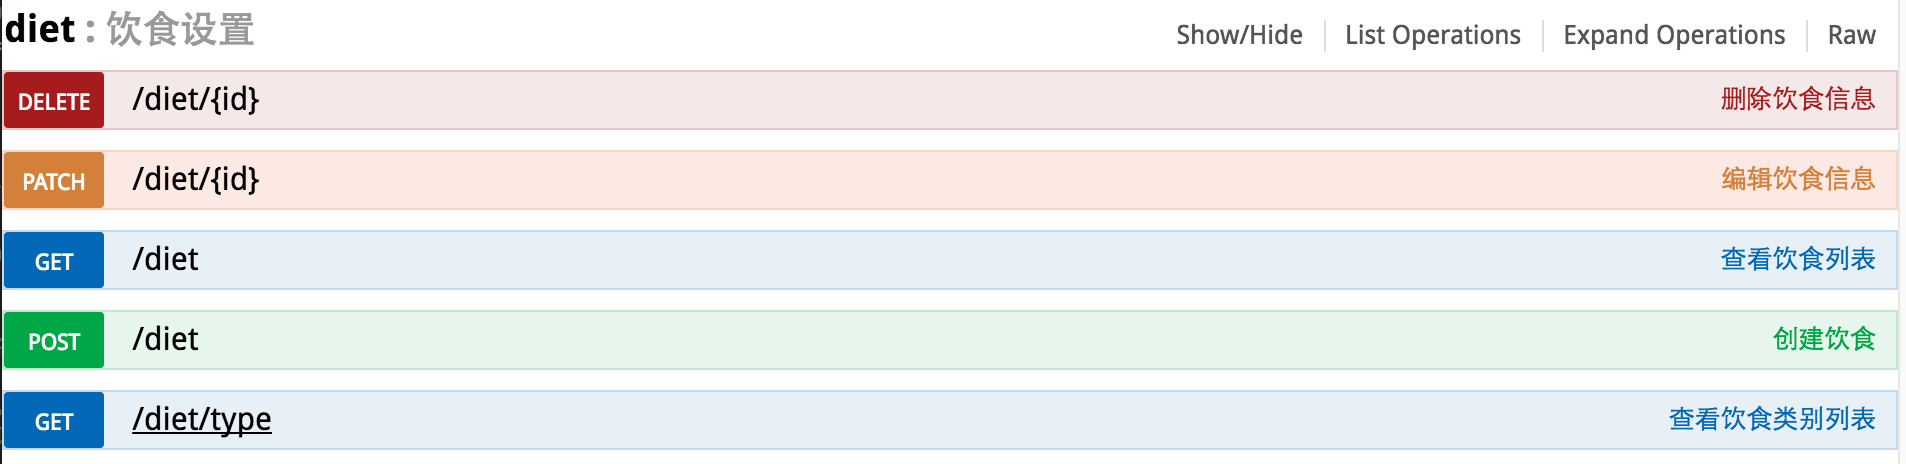 diet : 饮食设置
Show/Hide List Operations Expand Operations Raw
DELETE /diet/{id} 删除饮食信息
PATCH /diet/{id} 编辑饮食信息
GET /diet 查看饮食列表
POST /diet 创建饮食
GET /diet/type 查看饮食类别列表